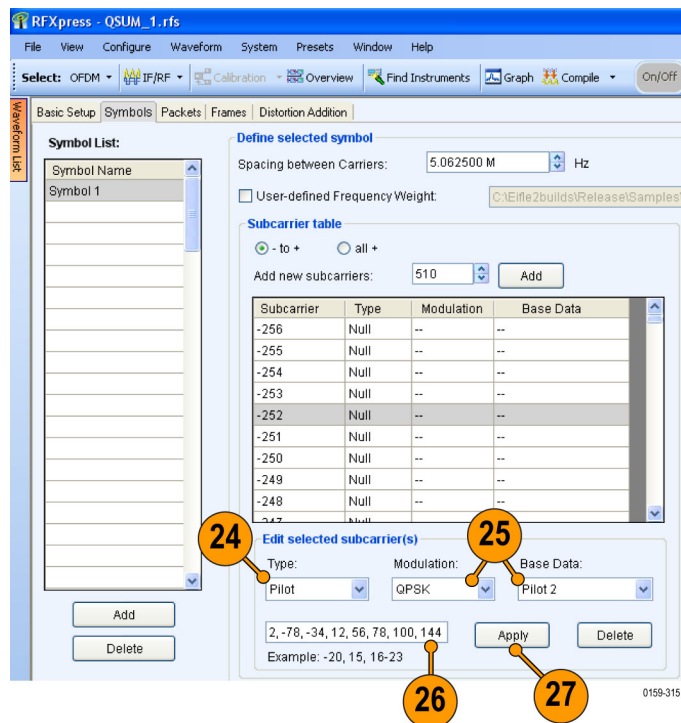 RFXpress - QSUM_1.rfs
File View Configure Waveform System Presets Window Help
Select: OFDM IF/RF Calibration Overview Find Instruments Graph Compile On/Off
Waveform List
Basic Setup Symbols Packets Frames Distortion Addition
Symbol List:
Symbol Name
Symbol 1
Add
Delete
Define selected symbol
Spacing between Carriers: 5.062500 M Hz
User-defined Frequency Weight: C:\Elfle2builds\Release\Samples
Subcarrier table
- to + all +
Add new subcarriers: 510 Add
Subcarrier Type Modulation Base Data
-256 Null -- --
-255 Null -- --
-254 Null -- --
-253 Null -- --
-252 Null -- --
-251 Null -- --
-250 Null -- --
-249 Null -- --
-248 Null -- --
24
Edit selected subcarrier(s)
25
Type: Modulation: Base Data:
Pilot QPSK Pilot 2
2, -78, -34, 12, 56, 78, 100, 144 Apply Delete
Example: -20, 15, 16-23
26
27
0159-315